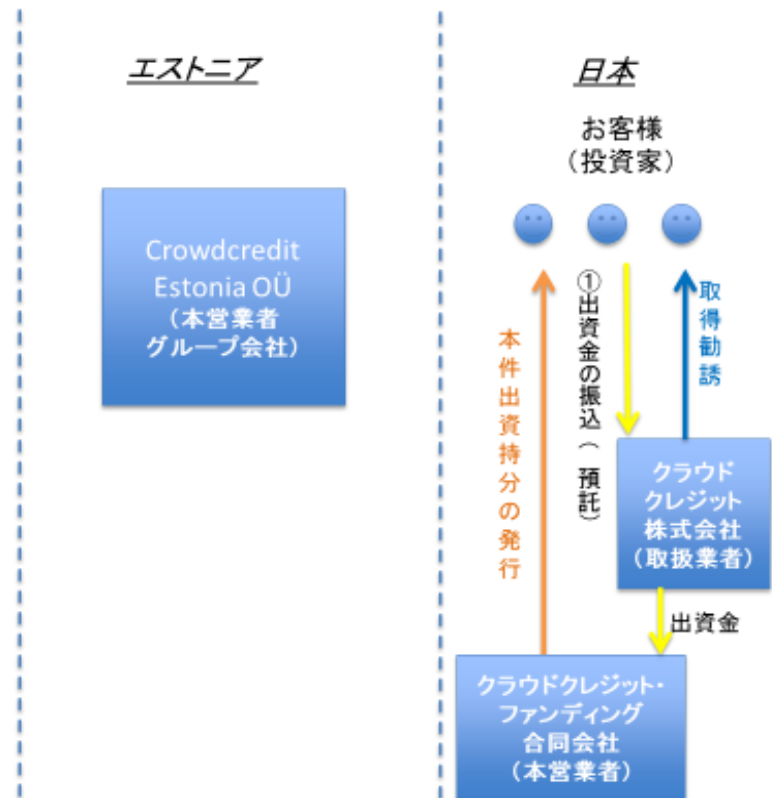 エストニア
日本
お客様
（投資家）
Crowdcredit
Estonia OÜ
（本営業者
グループ会社）
本件出資持分の発行
①出資金の振込（預託）
取得勧誘
クラウド
クレジット
株式会社
（取扱業者）
出資金
クラウドクレジット・
ファンディング
合同会社
（本営業者）